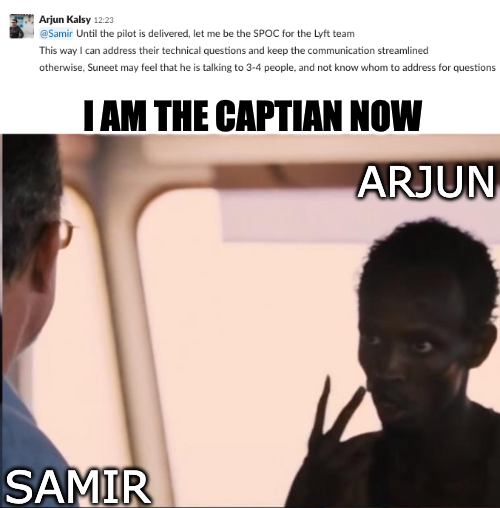 Arjun Kalsy 12:23
@Samir Until the pilot is delivered, let me be the SPOC for the Lyft team
This way I can address their technical questions and keep the communication streamlined
otherwise, Suneet may feel that he is talking to 3-4 people, and not know whom to address for questions
I AM THE CAPTIAN NOW
ARJUN
SAMIR